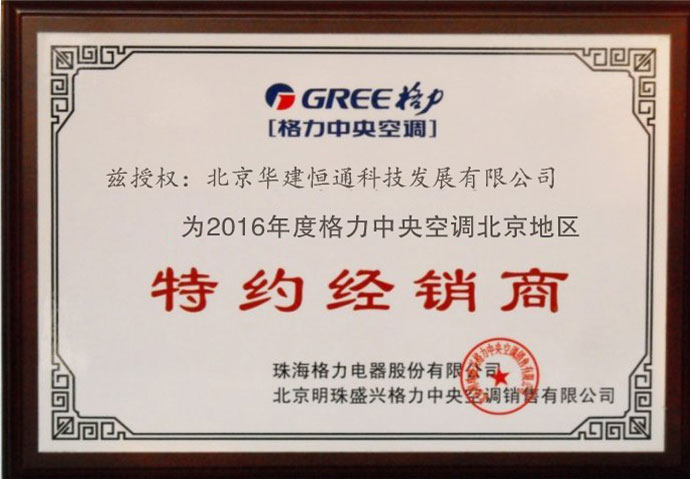 GREE 格力
[格力中央空调]
兹授权：北京华建恒通科技发展有限公司
为2016年度格力中央空调北京地区
特约经销商
珠海格力电器股份有限公司
北京明珠盛兴格力中央空调销售有限公司